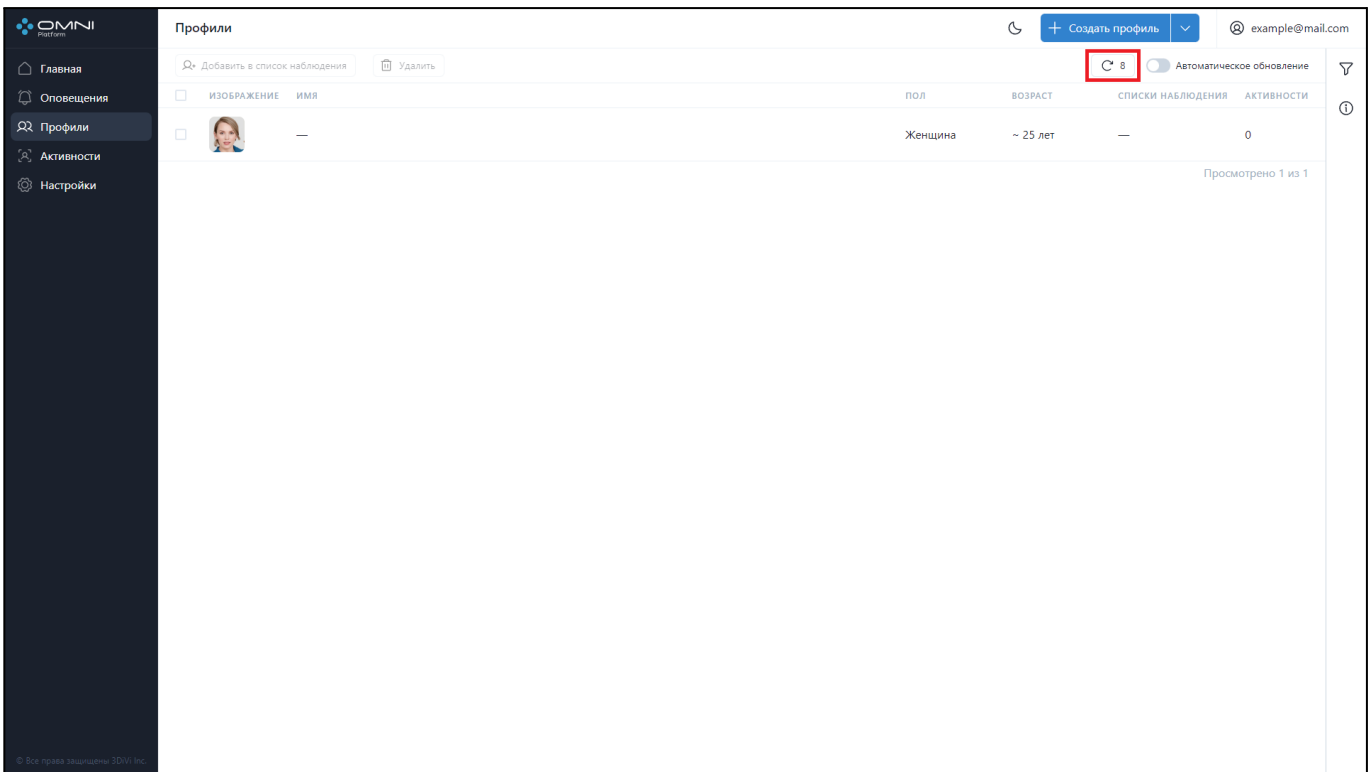 OMNI
Platform
Профили
Создать профиль
example@mail.com
Главная
Оповещения
Профили
Активности
Настройки
Добавить в список наблюдения
Удалить
8
Автоматическое обновление
ИЗОБРАЖЕНИЕ ИМЯ ПОЛ ВОЗРАСТ СПИСКИ НАБЛЮДЕНИЯ АКТИВНОСТИ
— Женщина ~ 25 лет — 0
Просмотрено 1 из 1
© Все права защищены 3DiVi Inc.